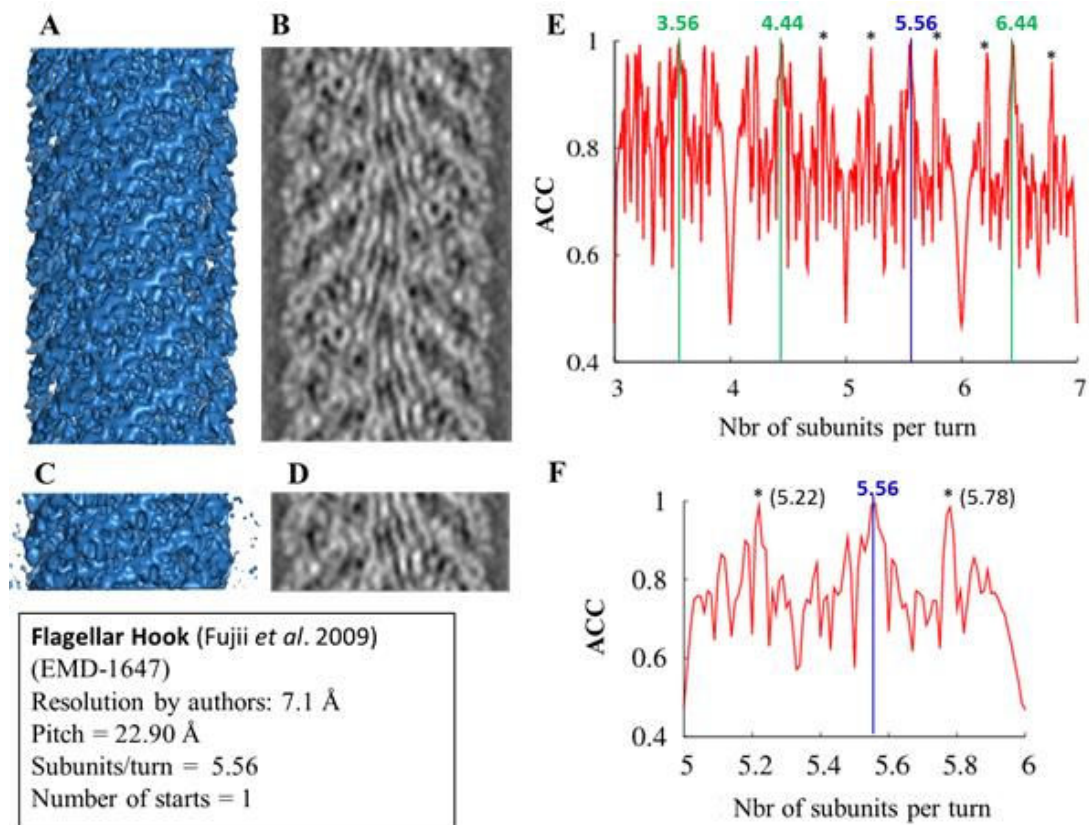 A
B
C
D
Flagellar Hook (Fujii et al. 2009)
(EMD-1647)
Resolution by authors: 7.1 Å
Pitch = 22.90 Å
Subunits/turn = 5.56
Number of starts = 1
E
3.56 4.44 * * 5.56 * * 6.44 *
1
0.8
0.6
0.4
ACC
3 4 5 6 7
Nbr of subunits per turn
F
* (5.22) 5.56 * (5.78)
1
0.8
0.6
0.4
ACC
5 5.2 5.4 5.6 5.8 6
Nbr of subunits per turn